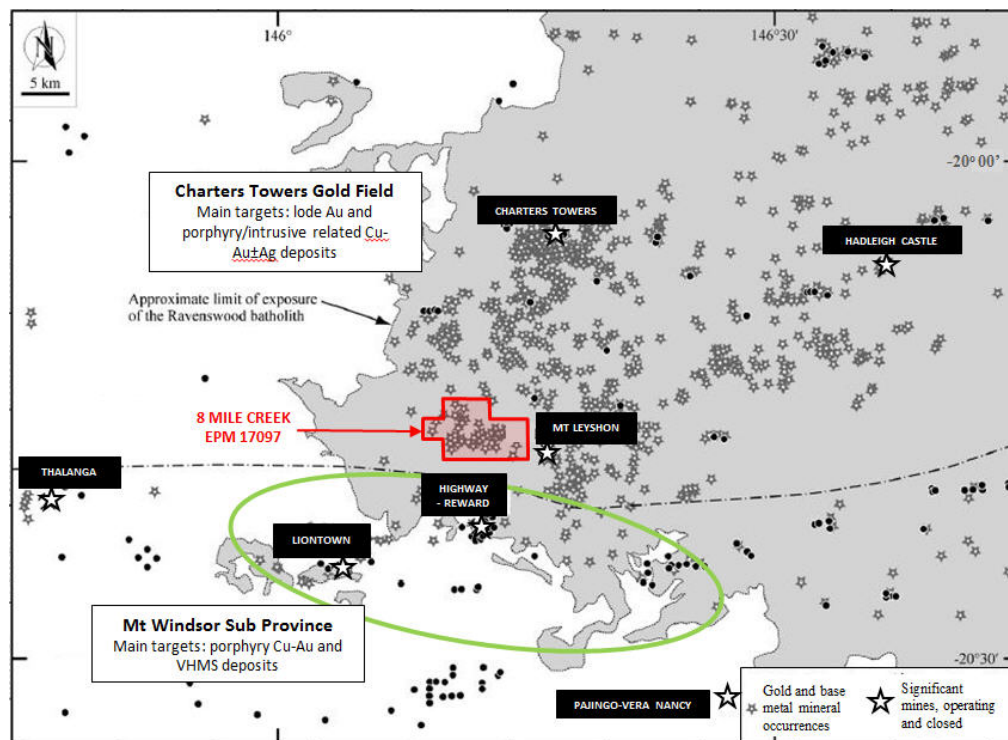 146°
146°30'
N
5 km
-20° 00'
Charters Towers Gold Field
Main targets: lode Au and
porphyry/intrusive related Cu-
Au±Ag deposits
CHARTERS TOWERS
HADLEIGH CASTLE
Approximate limit of exposure
of the Ravenswood batholith
8 MILE CREEK
EPM 17097
MT LEYSHON
THALANGA
HIGHWAY
- REWARD
LIONTOWN
Mt Windsor Sub Province
Main targets: porphyry Cu-Au and
VHMS deposits
-20°30'
PAJINGO-VERA NANCY
Gold and base
metal mineral
occurrences
Significant
mines, operating
and closed